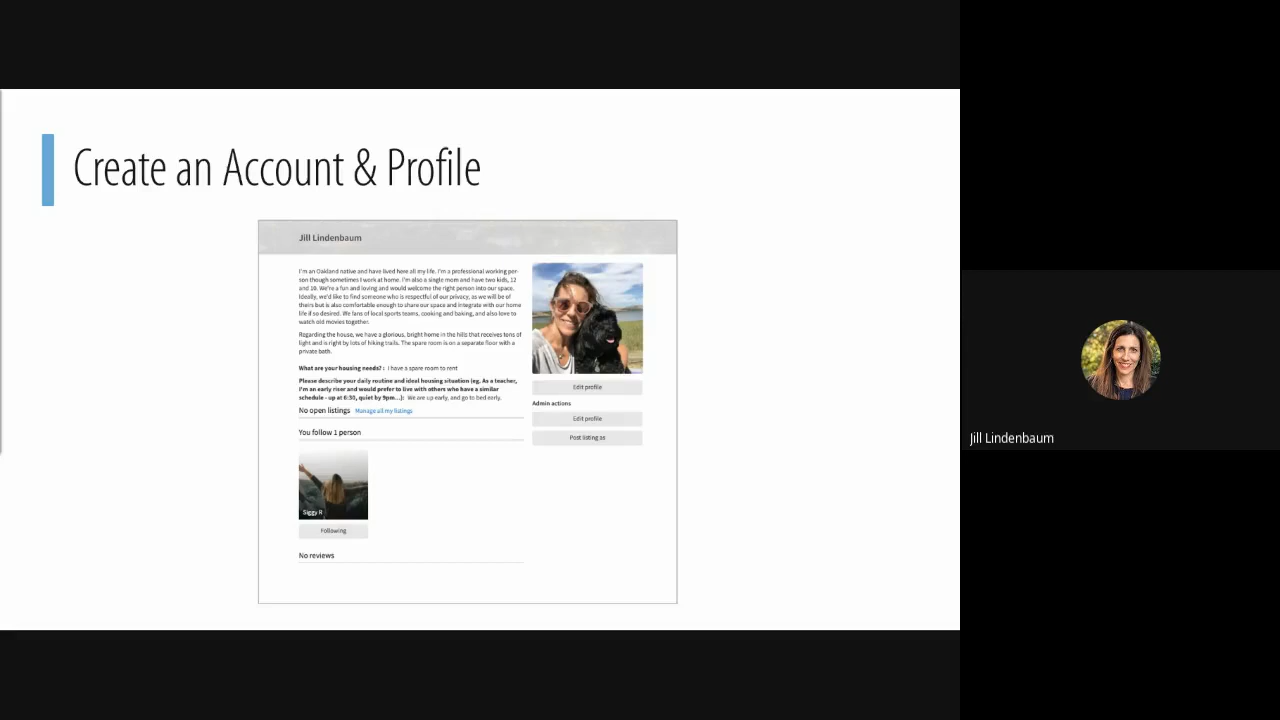 Create an Account & Profile
Jill Lindenbaum
I'm an Oakland native and have lived here all my life. I'm a professional working per-
son though sometimes I work at home. I'm also a single mom and have two kids, 12
and 10. We're a fun and loving and would welcome the right person into our space.
Ideally, we'd like to find someone who is respectful of our privacy, as we will be of
theirs but is also comfortable enough to share our space and integrate with our home
life if so desired. We fans of local sports teams, cooking and baking, and also love to
watch old movies together.
Regarding the house, we have a glorious, bright home in the hills that receives tons of
light and is right by lots of hiking trails. The spare room is on a separate floor with a
private bath.
What are your housing needs? : I have a spare room to rent
Please describe your daily routine and ideal housing situation (eg. As a teacher,
I'm an early riser and would prefer to live with others who have a similar
schedule - up at 6:30, quiet by 9pm...): We are up early, and go to bed early.
No open listings Manage all my listings
You follow 1 person
Siggy R
Following
No reviews
Edit profile
Admin actions
Edit profile
Post listing as
Jill Lindenbaum